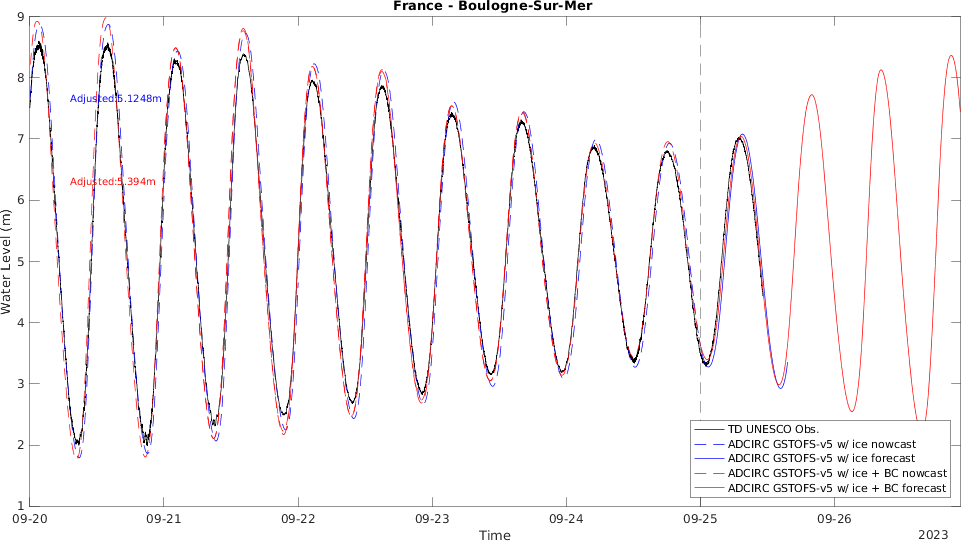 France - Boulogne-Sur-Mer
9
8
7
6
5
4
3
2
1
Water Level (m)
Adjusted:5.1248m
Adjusted:5.394m
TD UNESCO Obs.
ADCIRC GSTOFS-v5 w/ ice nowcast
ADCIRC GSTOFS-v5 w/ ice forecast
ADCIRC GSTOFS-v5 w/ ice + BC nowcast
ADCIRC GSTOFS-v5 w/ ice + BC forecast
09-20 09-21 09-22 09-23 09-24 09-25 09-26
Time
2023